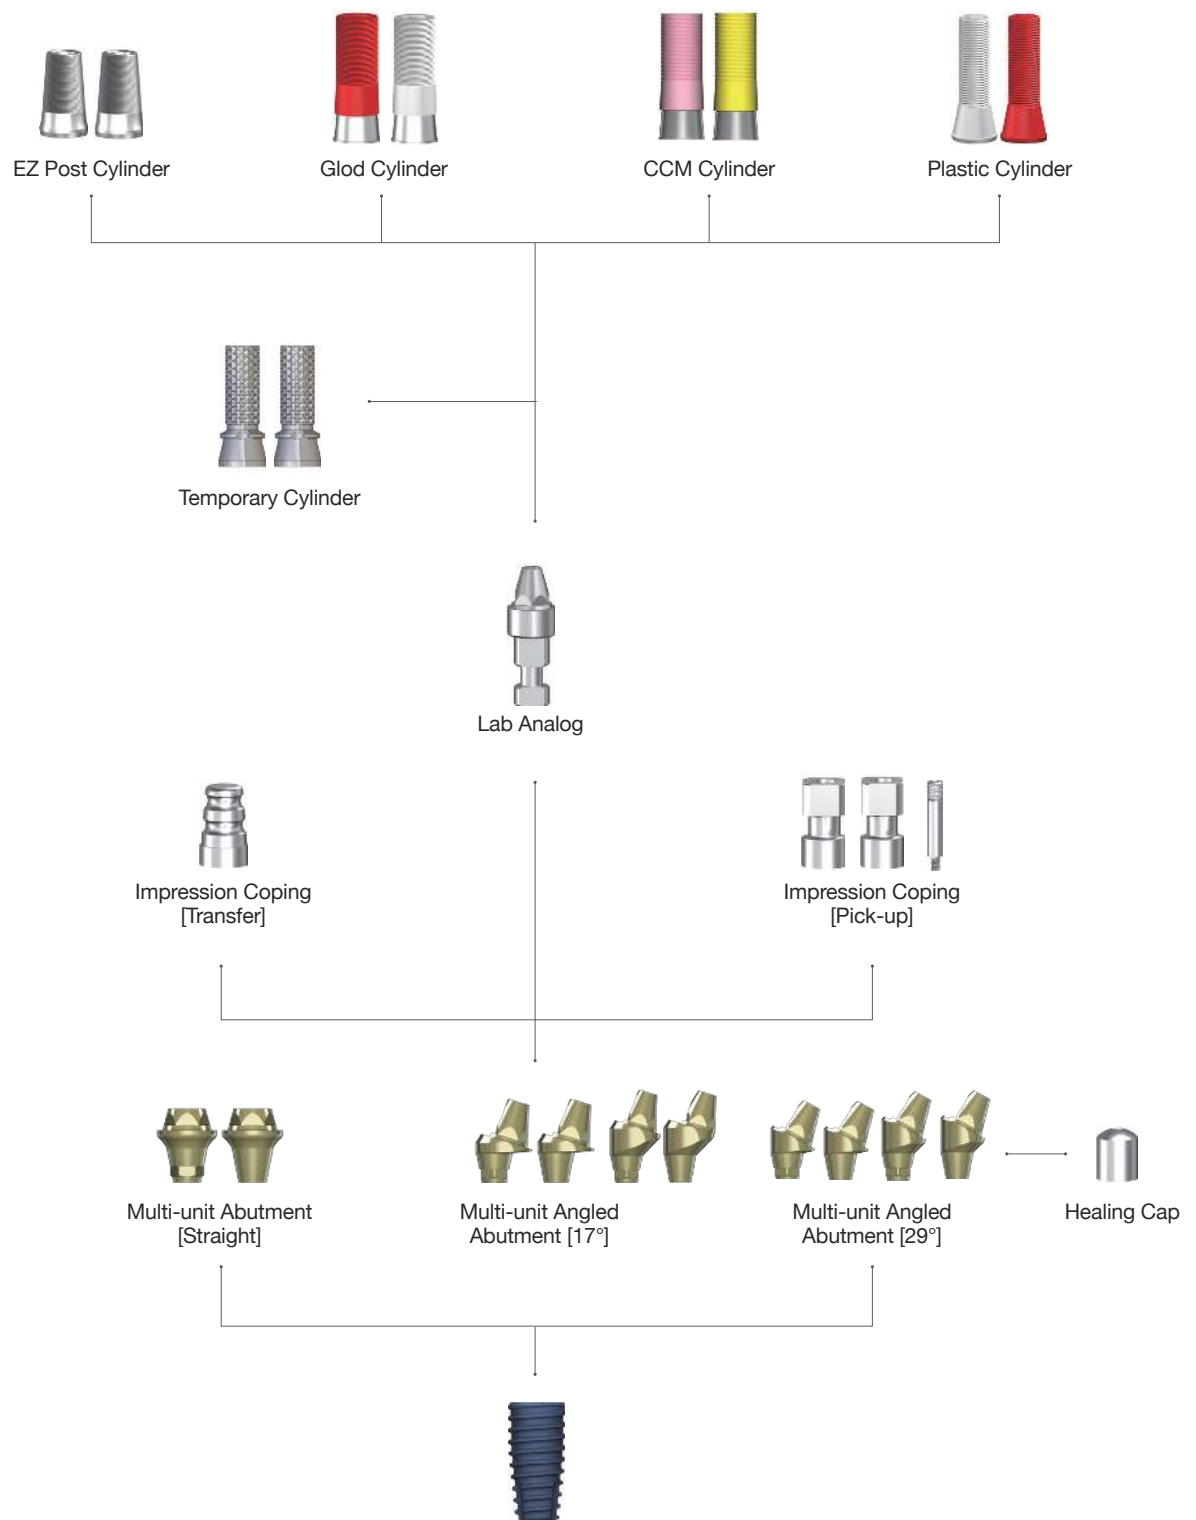 EZ Post Cylinder
Glod Cylinder
CCM Cylinder
Plastic Cylinder
Temporary Cylinder
Lab Analog
Impression Coping
[Transfer]
Impression Coping
[Pick-up]
Multi-unit Abutment
[Straight]
Multi-unit Angled
Abutment [17°]
Multi-unit Angled
Abutment [29°]
Healing Cap